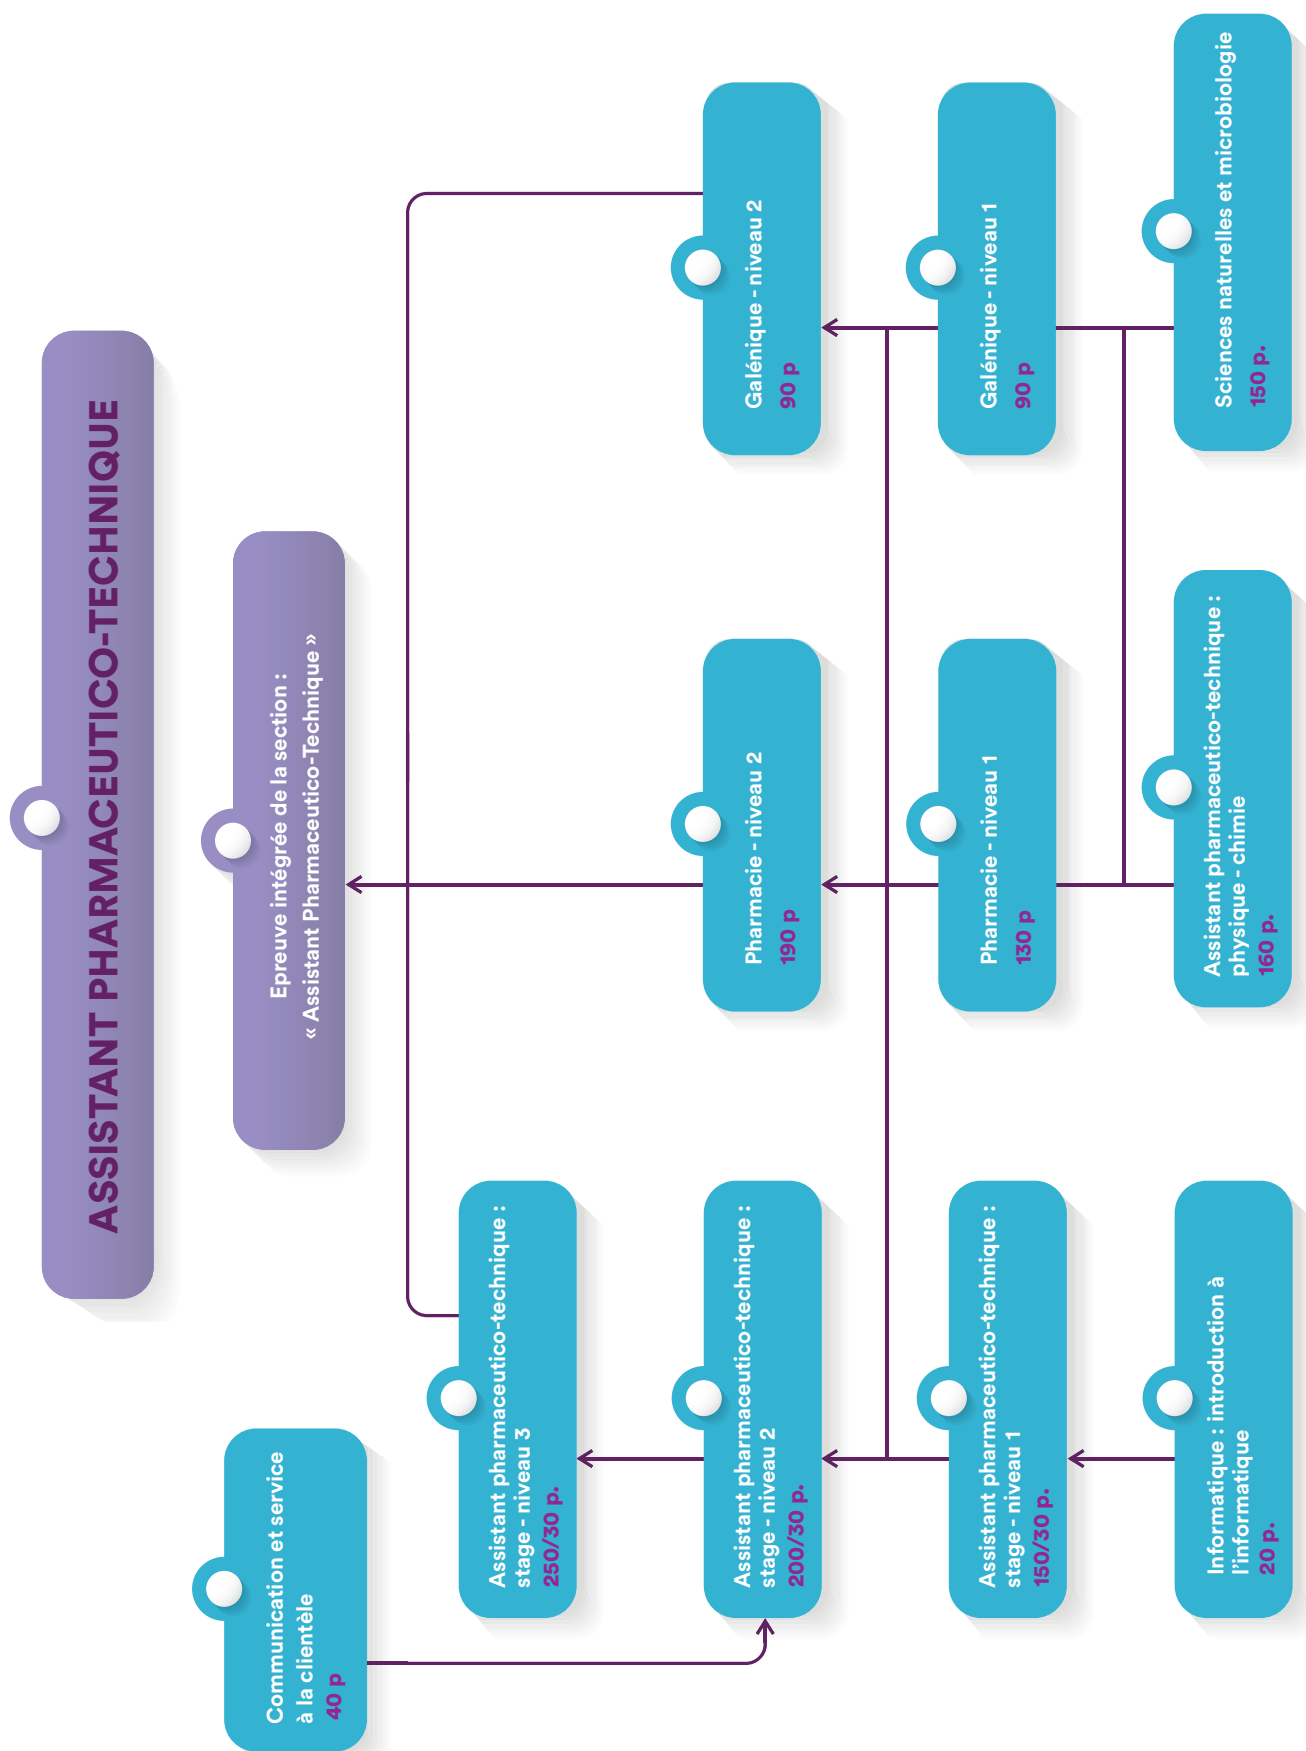 ASSISTANT PHARMACEUTICO-TECHNIQUE
Communication et service
à la clientèle
40 p
Epreuve intégrée de la section :
« Assistant Pharmaceutico-Technique »
Assistant pharmaceutico-technique :
stage - niveau 3
250/30 p.
Assistant pharmaceutico-technique :
stage - niveau 2
200/30 p.
Pharmacie - niveau 2
190 p
Galénique - niveau 2
90 p
Assistant pharmaceutico-technique :
stage - niveau 1
150/30 p.
Pharmacie - niveau 1
130 p
Galénique - niveau 1
90 p
Informatique : introduction à
l'informatique
20 p.
Assistant pharmaceutico-technique :
physique - chimie
160 p.
Sciences naturelles et microbiologie
150 p.